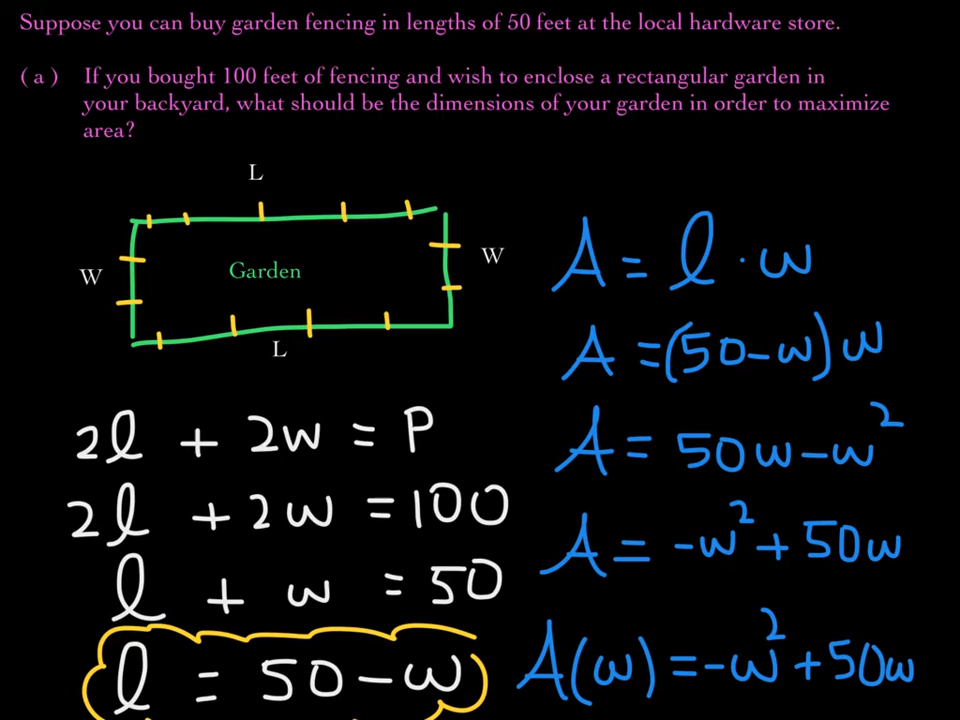 Suppose you can buy garden fencing in lengths of 50 feet at the local hardware store.
(a) If you bought 100 feet of fencing and wish to enclose a rectangular garden in
your backyard, what should be the dimensions of your garden in order to maximize
area?
L
W
Garden
W
L
2l + 2w = P
2l + 2w = 100
l + w = 50
l = 50 - w
A = l · w
A = (50 - w) w
A = 50w - w²
A = -w² + 50w
A(w) = -w² + 50w